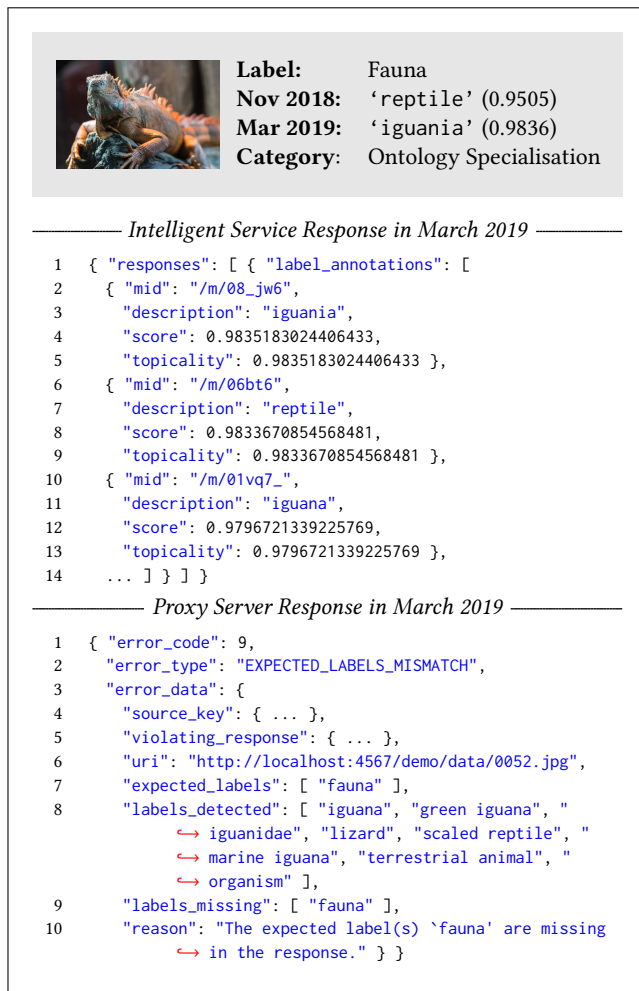 Label: Fauna
Nov 2018: ‘reptile’ (0.9505)
Mar 2019: ‘iguania’ (0.9836)
Category: Ontology Specialisation
Intelligent Service Response in March 2019
1 { "responses": [ { "label_annotations": [
2 { "mid": "/m/08_jw6",
3 "description": "iguania",
4 "score": 0.9835183024406433,
5 "topicality": 0.9835183024406433 },
6 { "mid": "/m/06bt6",
7 "description": "reptile",
8 "score": 0.9833670854568481,
9 "topicality": 0.9833670854568481 },
10 { "mid": "/m/01vq7_",
11 "description": "iguana",
12 "score": 0.9796721339225769,
13 "topicality": 0.9796721339225769 },
14 ... ] } ] }
Proxy Server Response in March 2019
1 { "error_code": 9,
2 "error_type": "EXPECTED_LABELS_MISMATCH",
3 "error_data": {
4 "source_key": { ... },
5 "violating_response": { ... },
6 "uri": "http://localhost:4567/demo/data/0052.jpg",
7 "expected_labels": [ "fauna" ],
8 "labels_detected": [ "iguana", "green iguana", "
↪ iguanidae", "lizard", "scaled reptile", "
↪ marine iguana", "terrestrial animal", "
↪ organism" ],
9 "labels_missing": [ "fauna" ],
10 "reason": "The expected label(s) `fauna' are missing
↪ in the response." } }